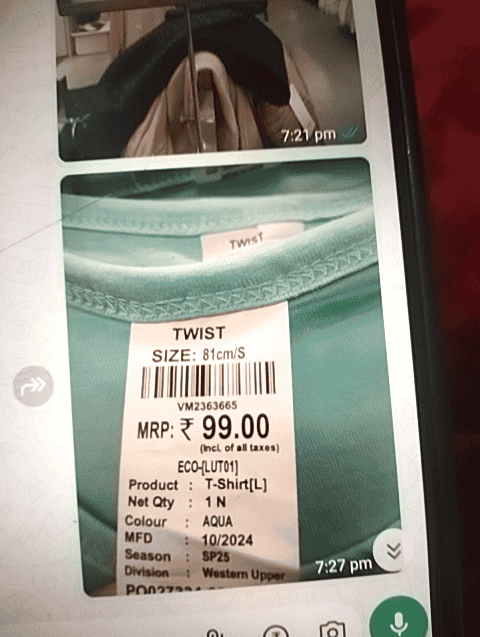 7:21 pm
TWIST
TWIST
SIZE: 81cm/S
VM2363665
MRP: ₹ 99.00
(Incl. of all taxes)
ECO-[LUT01]
Product : T-Shirt[L]
Net Qty : 1 N
Colour : AQUA
MFD : 10/2024
Season : SP25
Division : Western Upper
7:27 pm